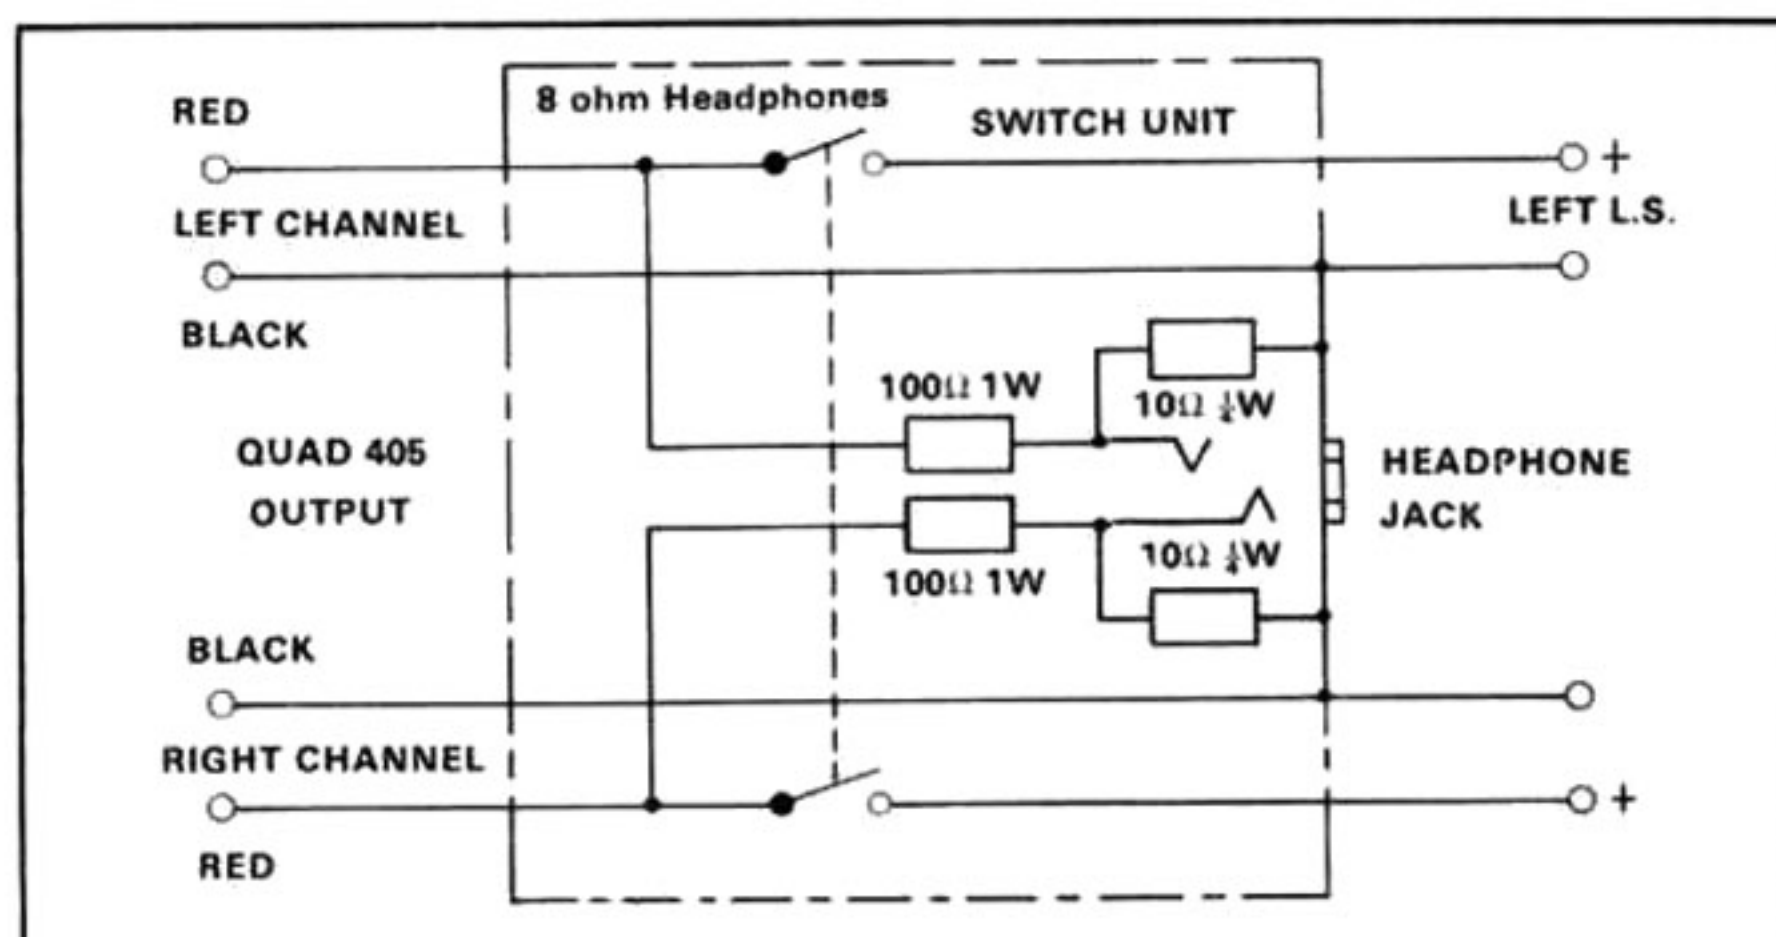 8 ohm Headphones
RED
SWITCH UNIT
+
LEFT CHANNEL
LEFT L.S.
BLACK
100Ω 1W
10Ω ¼W
QUAD 405
OUTPUT
HEADPHONE
JACK
10Ω ¼W
100Ω 1W
BLACK
RIGHT CHANNEL
+
RED